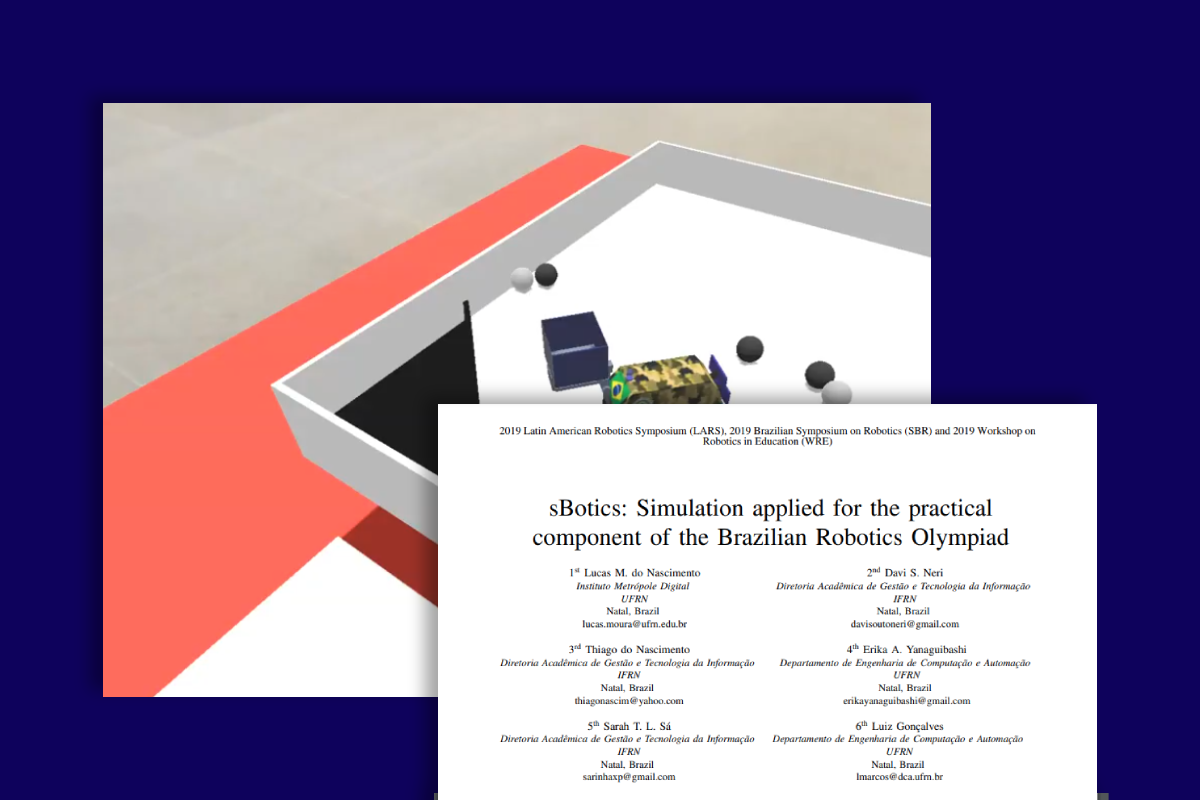 2019 Latin American Robotics Symposium (LARS), 2019 Brazilian Symposium on Robotics (SBR) and 2019 Workshop on
Robotics in Education (WRE)
sBotics: Simulation applied for the practical
component of the Brazilian Robotics Olympiad
1st Lucas M. do Nascimento
Instituto Metrópole Digital
UFRN
Natal, Brazil
lucas.moura@ufrn.edu.br
2nd Davi S. Neri
Diretoria Acadêmica de Gestão e Tecnologia da Informação
IFRN
Natal, Brazil
davisoutoneri@gmail.com
3rd Thiago do Nascimento
Diretoria Acadêmica de Gestão e Tecnologia da Informação
IFRN
Natal, Brazil
thiagonascim@yahoo.com
4th Erika A. Yanaguibashi
Departamento de Engenharia de Computação e Automação
UFRN
Natal, Brazil
erikayanaguibashi@gmail.com
5th Sarah T. L. Sá
Diretoria Acadêmica de Gestão e Tecnologia da Informação
IFRN
Natal, Brazil
sarinhaxp@gmail.com
6th Luiz Gonçalves
Departamento de Engenharia de Computação e Automação
UFRN
Natal, Brazil
lmarcos@dca.ufrn.br